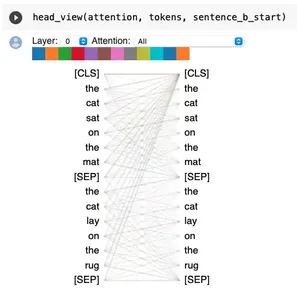 head_view(attention, tokens, sentence_b_start)
Layer: 0 Attention: All
[CLS] [CLS]
the the
cat cat
sat sat
on on
the the
mat mat
[SEP] [SEP]
the the
cat cat
lay lay
on on
the the
rug rug
[SEP] [SEP]